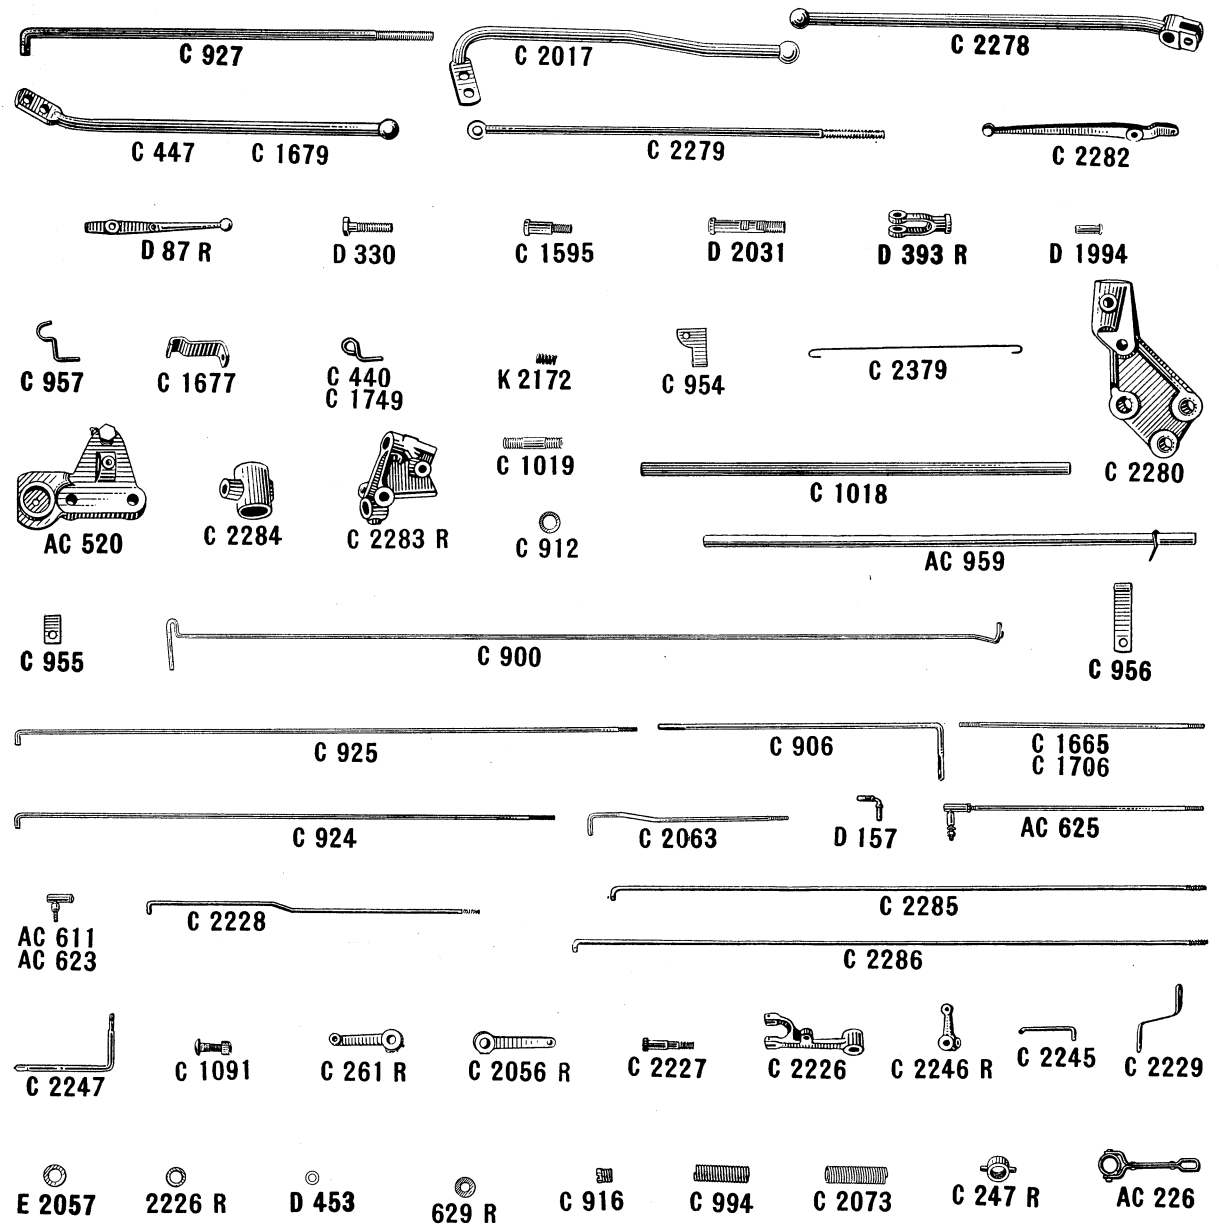 C 927
C 2017
C 2278
C 447
C 1679
C 2279
C 2282
D 87 R
D 330
C 1595
D 2031
D 393 R
D 1994
C 957
C 1677
C 440
C 1749
K 2172
C 954
C 2379
C 2280
AC 520
C 2284
C 2283 R
C 1019
C 912
C 1018
AC 959
C 955
C 900
C 956
C 925
C 906
C 1665
C 1706
C 924
C 2063
D 157
AC 625
AC 611
AC 623
C 2228
C 2285
C 2286
C 2247
C 1091
C 261 R
C 2056 R
C 2227
C 2226
C 2246 R
C 2245
C 2229
E 2057
2226 R
D 453
629 R
C 916
C 994
C 2073
C 247 R
AC 226